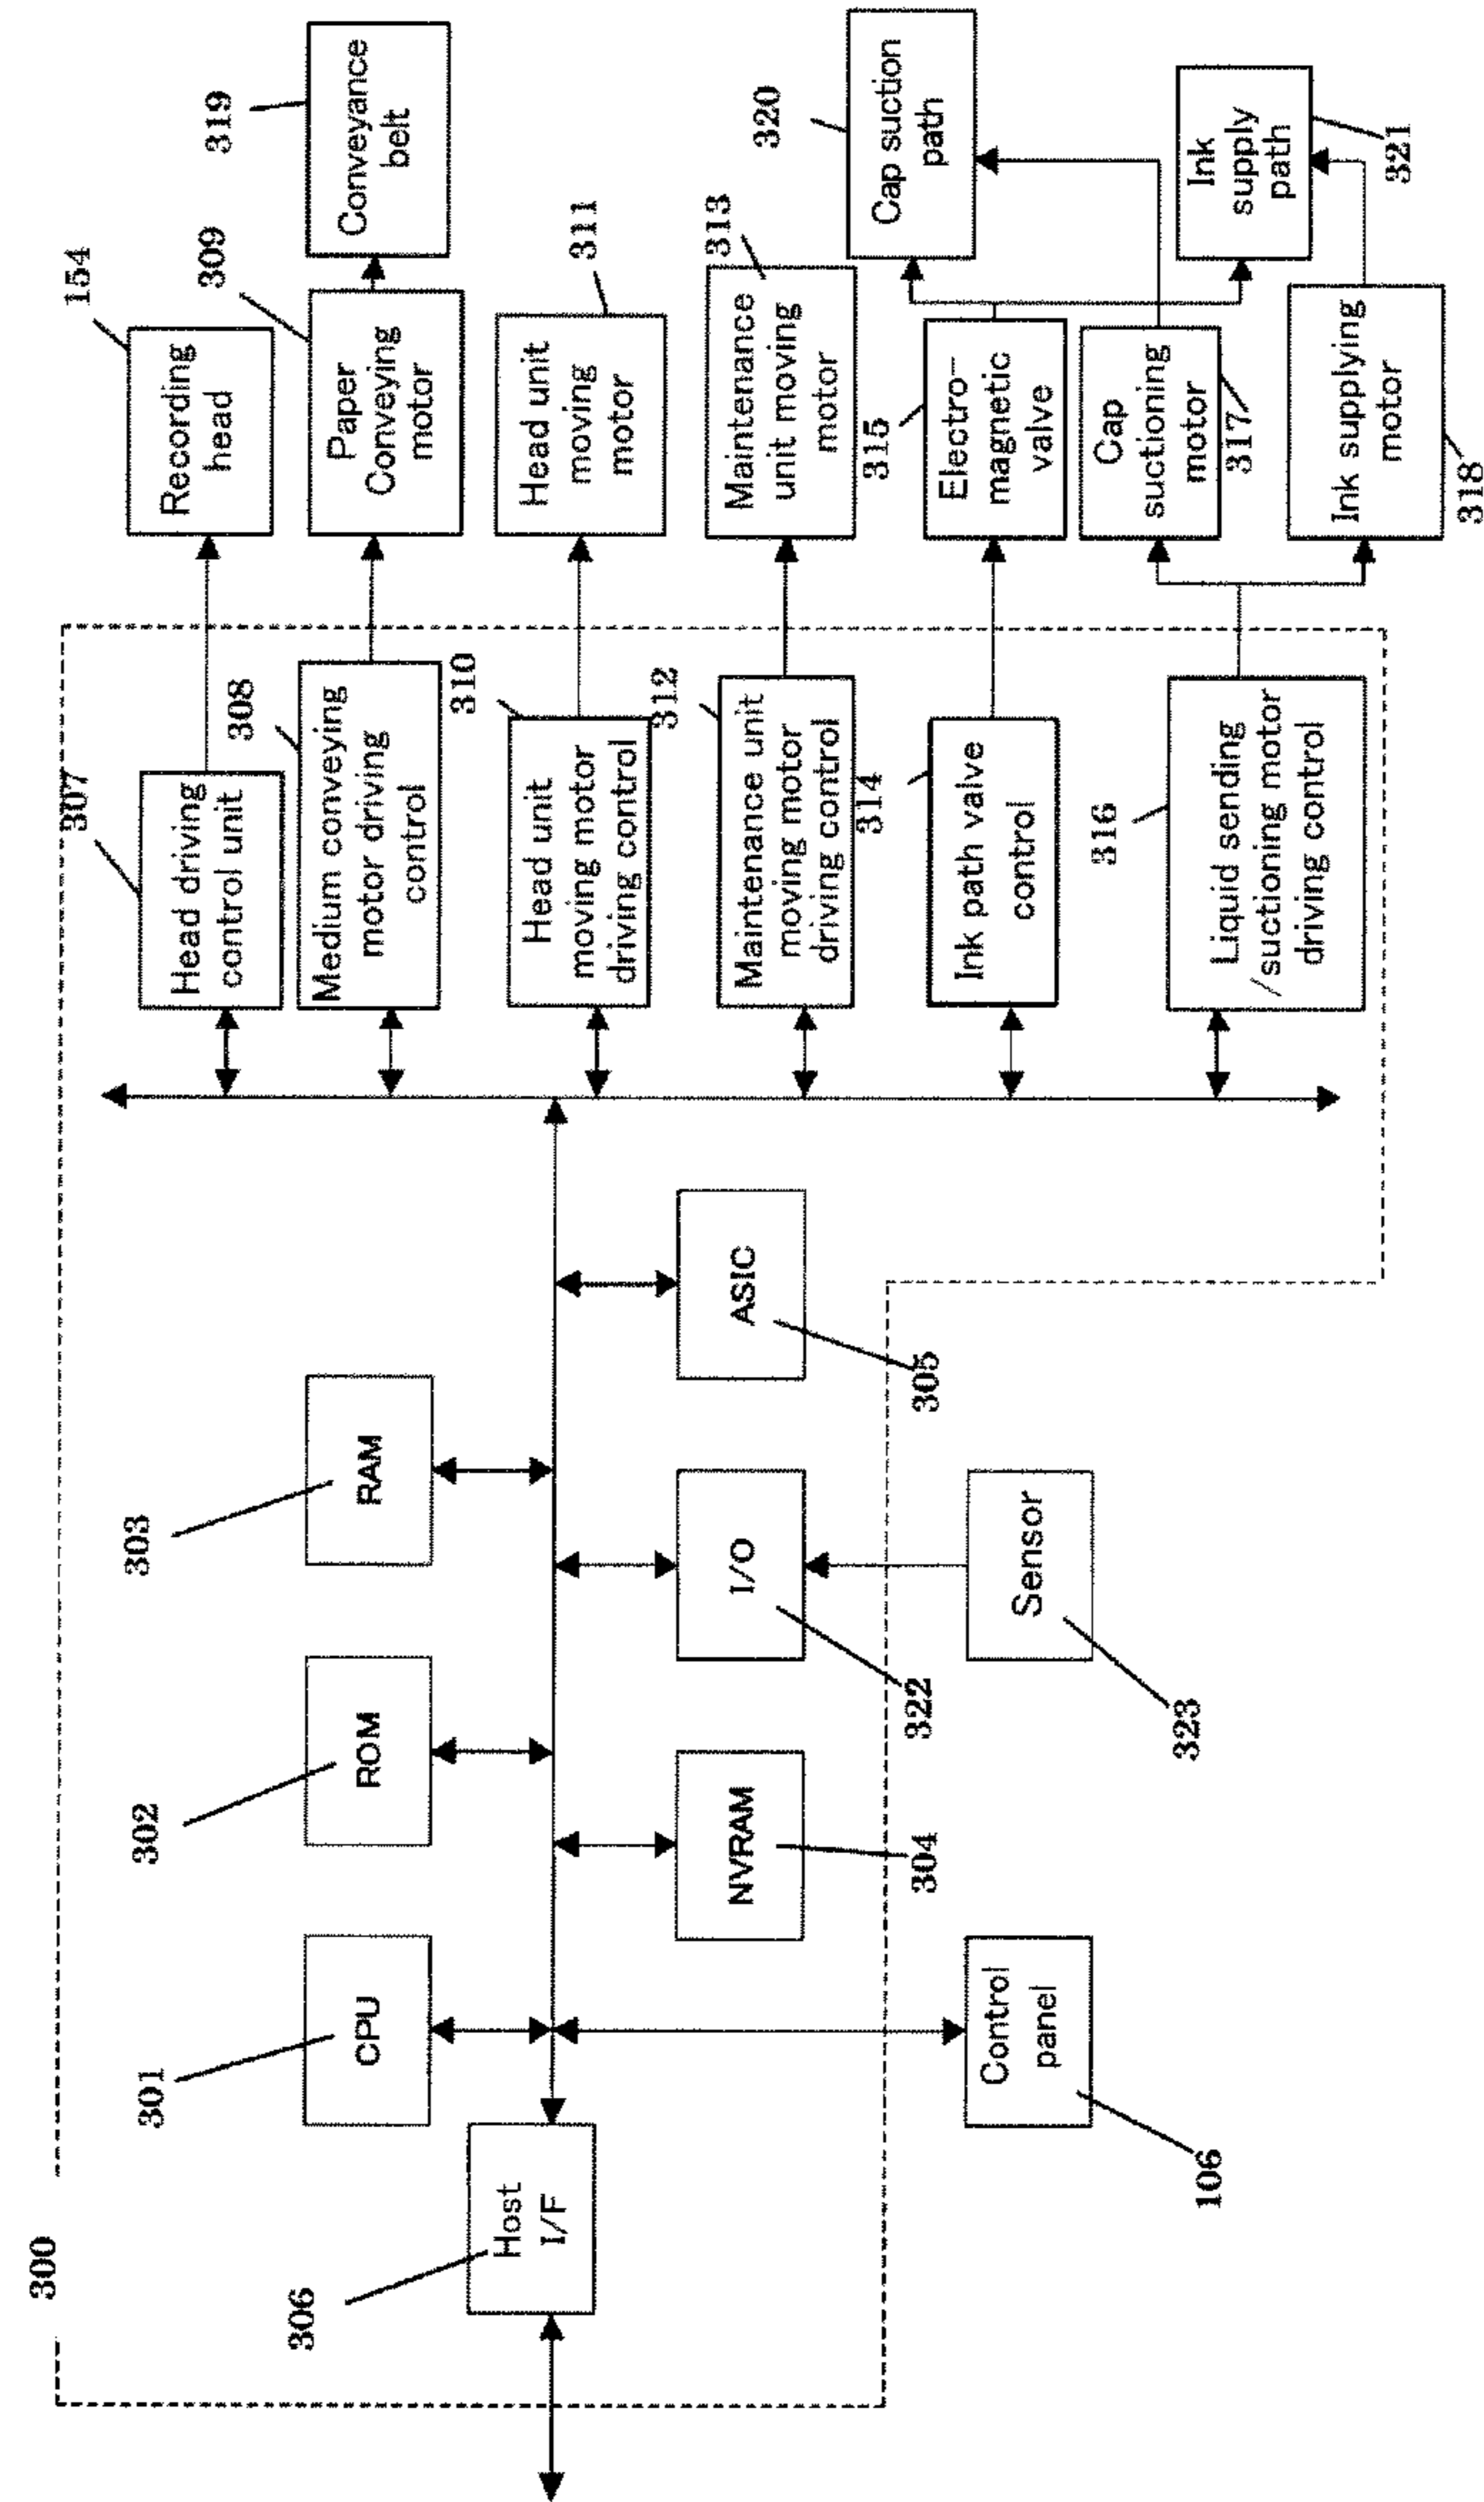 300
306
Host
I/F
301
CPU
302
ROM
303
RAM
NVRAM
304
I/O
322
ASIC
305
Control
panel
106
Sensor
323
307
Head driving
control unit
154
Recording
head
308
Medium conveying
motor driving
control
309
Paper
Conveying
motor
319
Conveyance
belt
310
Head unit
moving motor
driving control
311
Head unit
moving
motor
312
Maintenance unit
moving motor
driving control
313
Maintenance
unit moving
motor
314
Ink path valve
control
315
Electro-
magnetic
valve
320
Cap suction
path
316
Liquid sending
/suctioning motor
driving control
Cap
suctioning
motor
317
Ink
supply
path
321
Ink supplying
motor
318